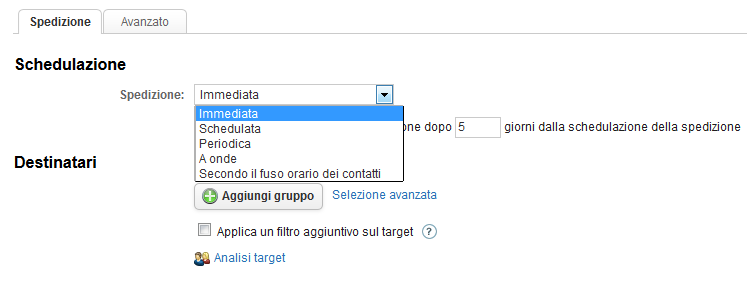 Spedizione Avanzato
Schedulazione
Spedizione: Immediata
Immediata
Schedulata
one dopo 5 giorni dalla schedulazione della spedizione
Periodica
A onde
Destinatari
Secondo il fuso orario dei contatti
Aggiungi gruppo Selezione avanzata
Applica un filtro aggiuntivo sul target ?
Analisi target